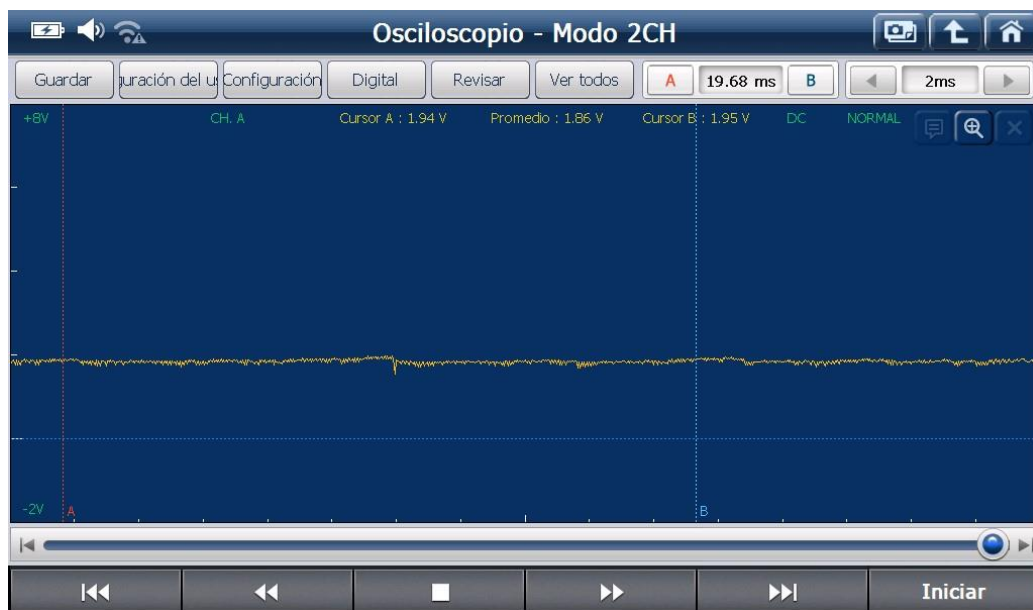 Osciloscopio - Modo 2CH
Guardar
uración del u
Configuración
Digital
Revisar
Ver todos
A 19.68 ms B
2ms
+8V CH. A Cursor A : 1.94 V Promedio : 1.86 V Cursor B : 1.95 V DC NORMAL
-2V A B
Iniciar